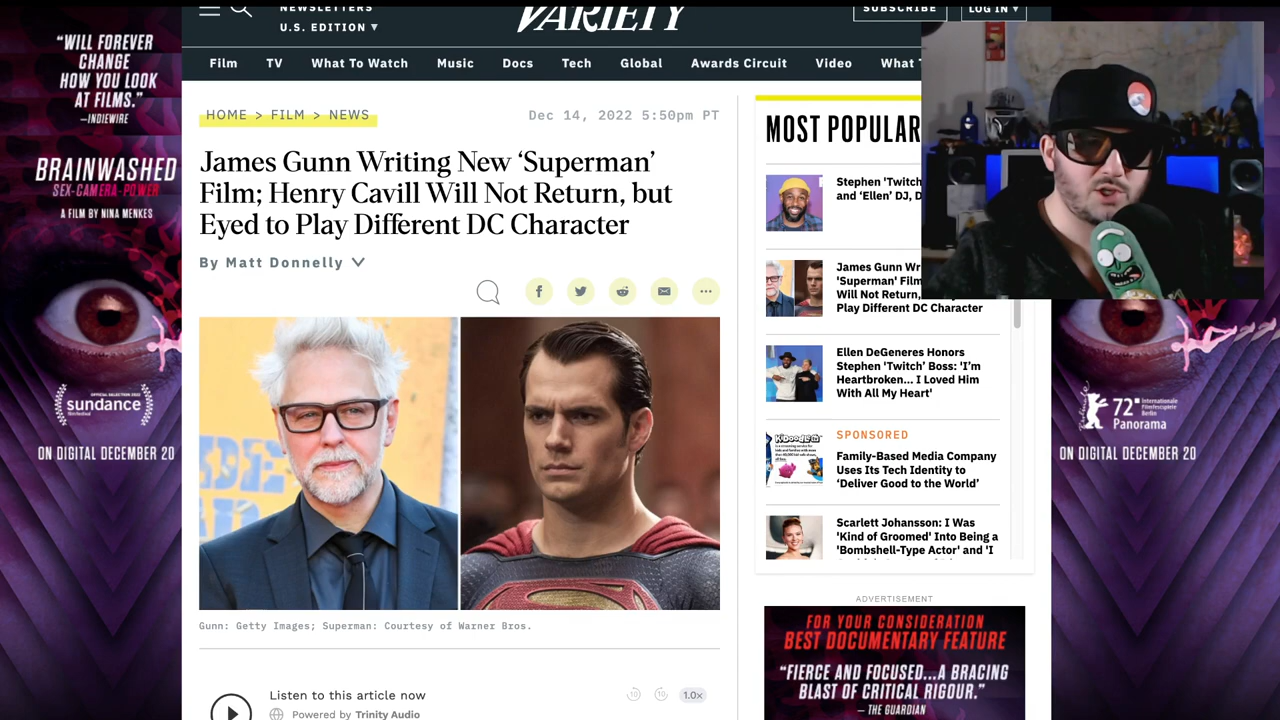 NEWSLETTERS
U.S. EDITION ▼
VARIETY
SUBSCRIBE
LOG IN ▼
Film TV What To Watch Music Docs Tech Global Awards Circuit Video What
"WILL FOREVER
CHANGE
HOW YOU LOOK
AT FILMS."
—INDIEWIRE
BRAINWASHED
SEX-CAMERA-POWER
A FILM BY NINA MENKES
OFFICIAL SELECTION 2022
sundance
ON DIGITAL DECEMBER 20
HOME > FILM > NEWS
Dec 14, 2022 5:50pm PT
James Gunn Writing New ‘Superman’
Film; Henry Cavill Will Not Return, but
Eyed to Play Different DC Character
By Matt Donnelly
Gunn: Getty Images; Superman: Courtesy of Warner Bros.
Listen to this article now
10 10 1.0x
Powered by Trinity Audio
MOST POPULAR
Stephen 'Twitch
and ‘Ellen’ DJ, D
James Gunn Wr
'Superman' Film
Will Not Return,
Play Different DC Character
Ellen DeGeneres Honors
Stephen ‘Twitch’ Boss: ‘I’m
Heartbroken... I Loved Him
With All My Heart'
SPONSORED
Family-Based Media Company
Uses Its Tech Identity to
‘Deliver Good to the World’
Scarlett Johansson: I Was
'Kind of Groomed' Into Being a
'Bombshell-Type Actor' and 'I
ADVERTISEMENT
FOR YOUR CONSIDERATION
BEST DOCUMENTARY FEATURE
"FIERCE AND FOCUSED...A BRACING
BLAST OF CRITICAL RIGOUR."
— THE GUARDIAN
72 Internationale
Filmfestspiele
Berlin
Panorama
ON DIGITAL DECEMBER 20